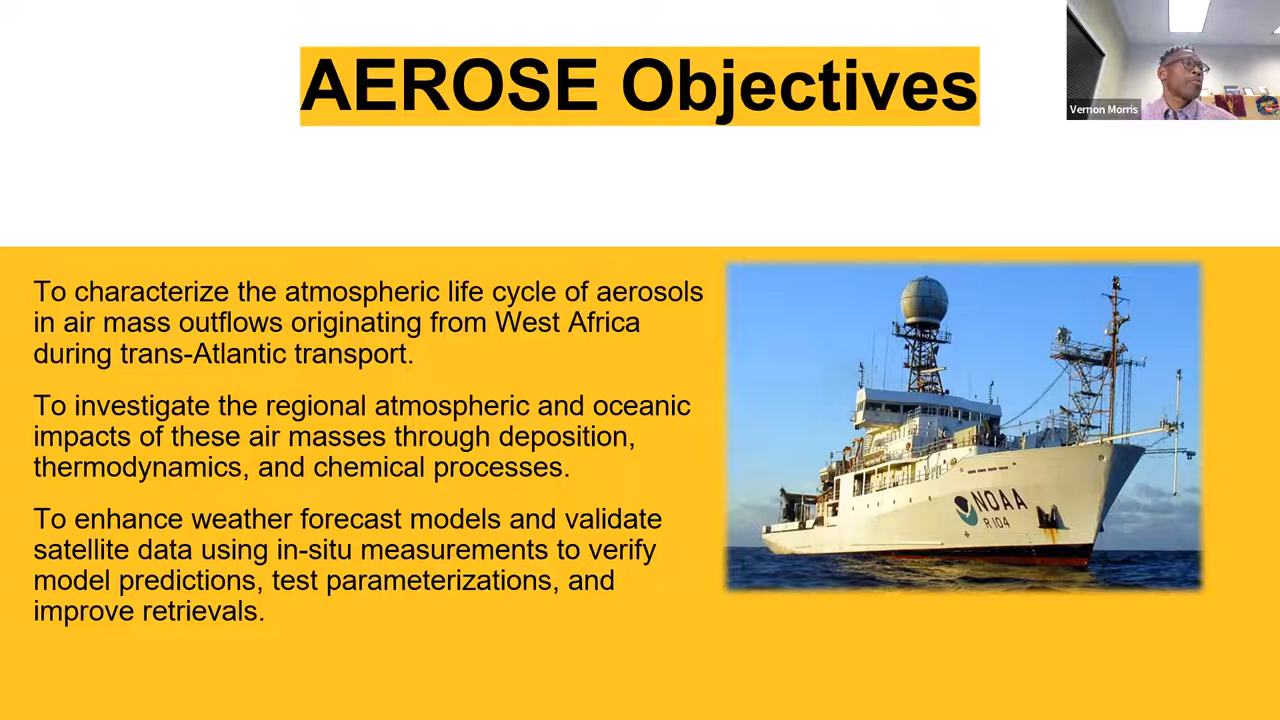 AEROSE Objectives
Vernon Morris
To characterize the atmospheric life cycle of aerosols
in air mass outflows originating from West Africa
during trans-Atlantic transport.
To investigate the regional atmospheric and oceanic
impacts of these air masses through deposition,
thermodynamics, and chemical processes.
To enhance weather forecast models and validate
satellite data using in-situ measurements to verify
model predictions, test parameterizations, and
improve retrievals.
NOAA
R 104